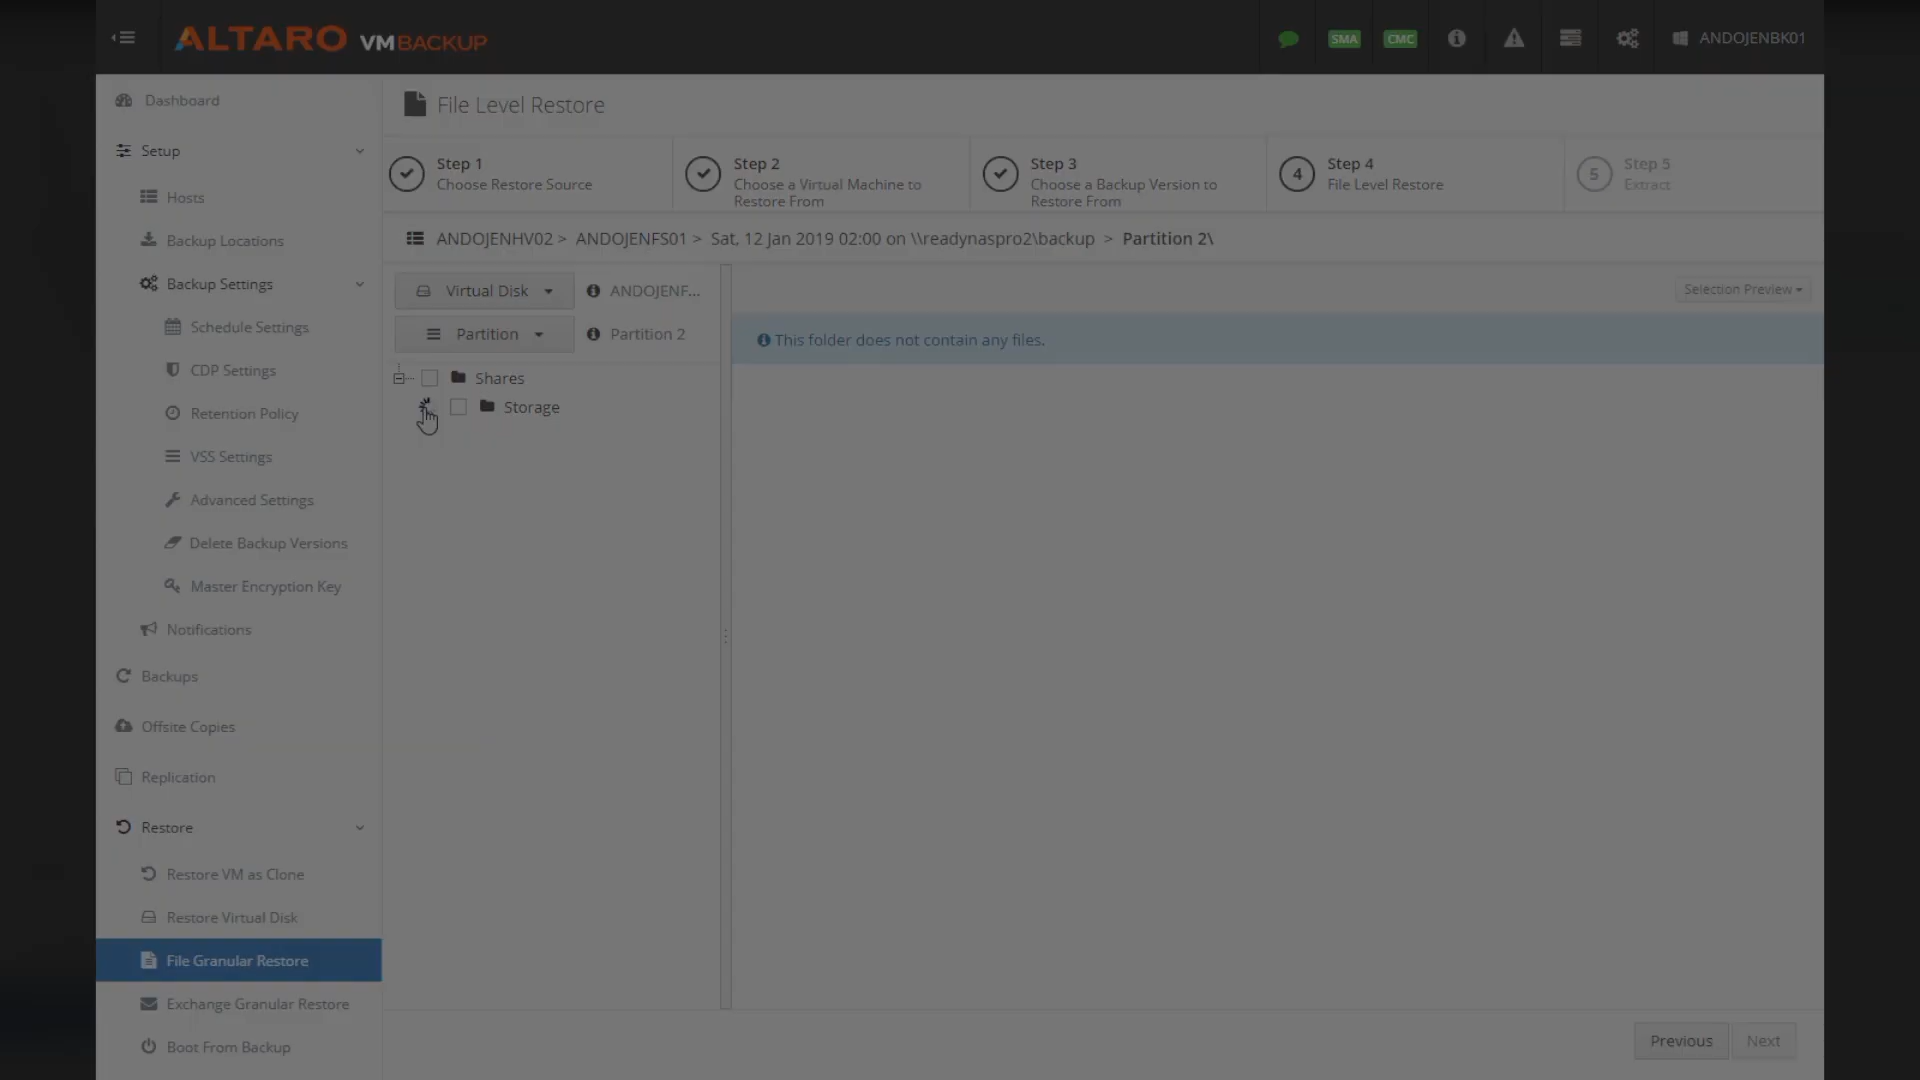 ALTARO VMBACKUP
SMA
CMC
ANDOJENBK01
Dashboard
Setup
Hosts
Backup Locations
Backup Settings
Schedule Settings
CDP Settings
Retention Policy
VSS Settings
Advanced Settings
Delete Backup Versions
Master Encryption Key
Notifications
Backups
Offsite Copies
Replication
Restore
Restore VM as Clone
Restore Virtual Disk
File Granular Restore
Exchange Granular Restore
Boot From Backup
File Level Restore
Step 1
Choose Restore Source
Step 2
Choose a Virtual Machine to
Restore From
Step 3
Choose a Backup Version to
Restore From
4
Step 4
File Level Restore
5
Step 5
Extract
ANDOJENHV02 > ANDOJENFS01 > Sat, 12 Jan 2019 02:00 on \\readynaspro2\backup > Partition 2\
Virtual Disk
ANDOJENF...
Partition
Partition 2
Shares
Storage
Selection Preview
This folder does not contain any files.
Previous
Next